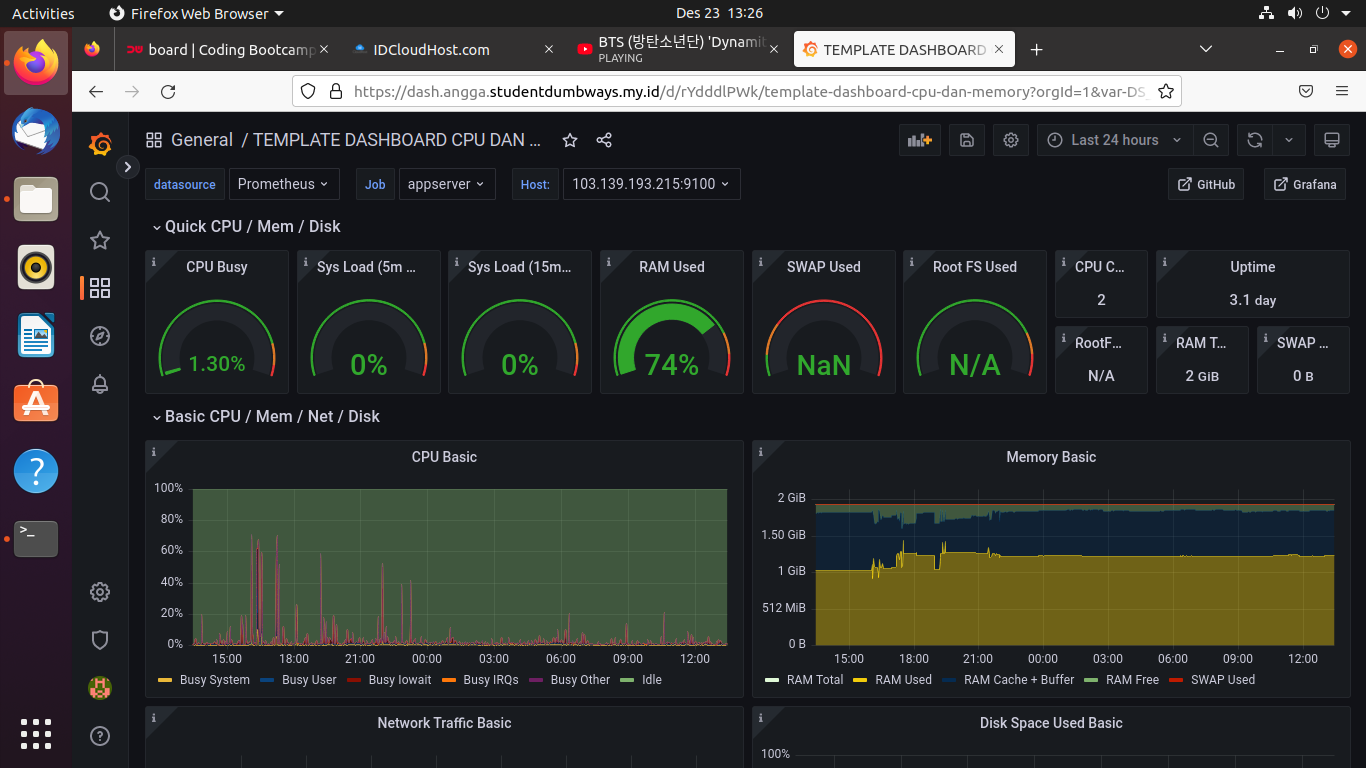 Activities
Firefox Web Browser
Des 23 13:26
board | Coding Bootcamp
IDCloudHost.com
BTS (방탄소년단) 'Dynamit
PLAYING
TEMPLATE DASHBOARD
https://dash.angga.studentdumbways.my.id/d/rYdddlPWk/template-dashboard-cpu-dan-memory?orgId=1&var-DS_
General / TEMPLATE DASHBOARD CPU DAN ...
Last 24 hours
datasource Prometheus Job appserver Host: 103.139.193.215:9100 GitHub Grafana
Quick CPU / Mem / Disk
CPU Busy
1.30%
Sys Load (5m ...
0%
Sys Load (15m...
0%
RAM Used
74%
SWAP Used
NaN
Root FS Used
N/A
CPU C...
2
Uptime
3.1 day
RootF...
N/A
RAM T...
2 GiB
SWAP ...
0 B
Basic CPU / Mem / Net / Disk
CPU Basic
100%
80%
60%
40%
20%
0%
15:00 18:00 21:00 00:00 03:00 06:00 09:00 12:00
Busy System Busy User Busy Iowait Busy IRQs Busy Other Idle
Memory Basic
2 GiB
1.50 GiB
1 GiB
512 MiB
0 B
15:00 18:00 21:00 00:00 03:00 06:00 09:00 12:00
RAM Total RAM Used RAM Cache + Buffer RAM Free SWAP Used
Network Traffic Basic
Disk Space Used Basic
100%